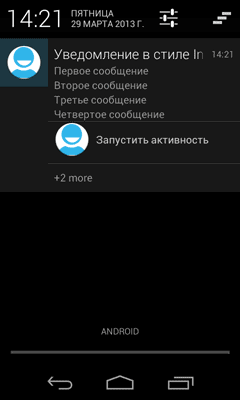 14:21
ПЯТНИЦА
29 МАРТА 2013 Г.
Уведомление в стиле In
14:21
Первое сообщение
Второе сообщение
Третье сообщение
Четвертое сообщение
Запустить активность
+2 more
ANDROID